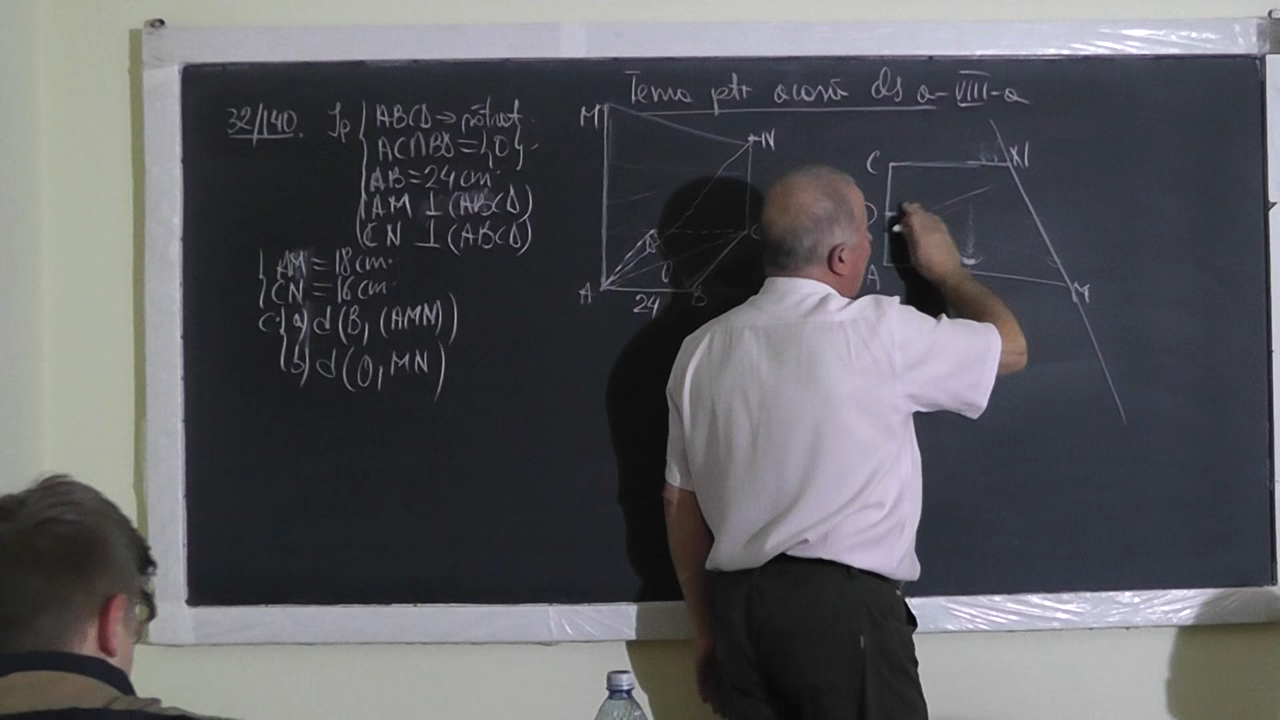 Tema ptr acasă ds a-VIII-a
32/140. Ip { ABCD → pătrat.
AC∩BD = {O}.
AB = 24 cm.
AM ⊥ (ABCD)
CN ⊥ (ABCD)
{ AM = 18 cm.
CN = 16 cm.
C { a) d(B, (AMN))
b) d(O, MN)
M
N
D
C
O
A
24
B
C
N
O
A
M